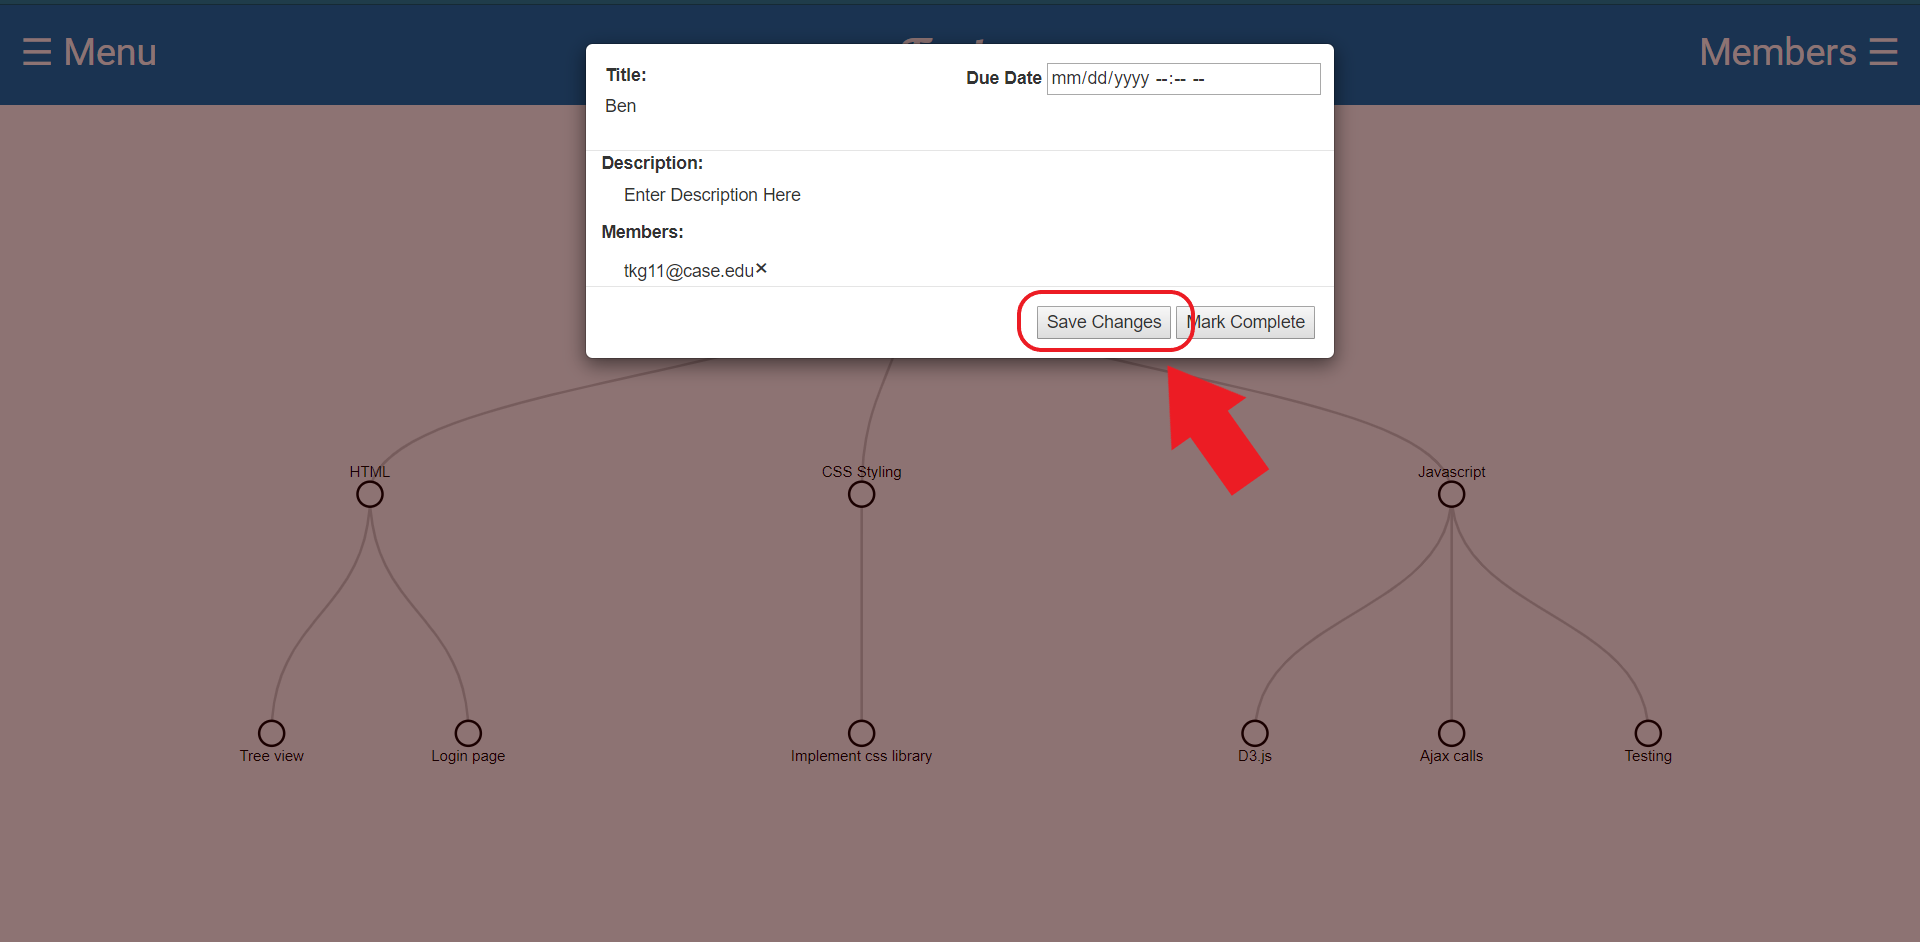 ☰ Menu
Members ☰
Title:
Due Date mm/dd/yyyy --:-- --
Ben
Description:
Enter Description Here
Members:
tkg11@case.edu✕
Save Changes Mark Complete
HTML CSS Styling Javascript
Tree view Login page Implement css library D3.js Ajax calls Testing